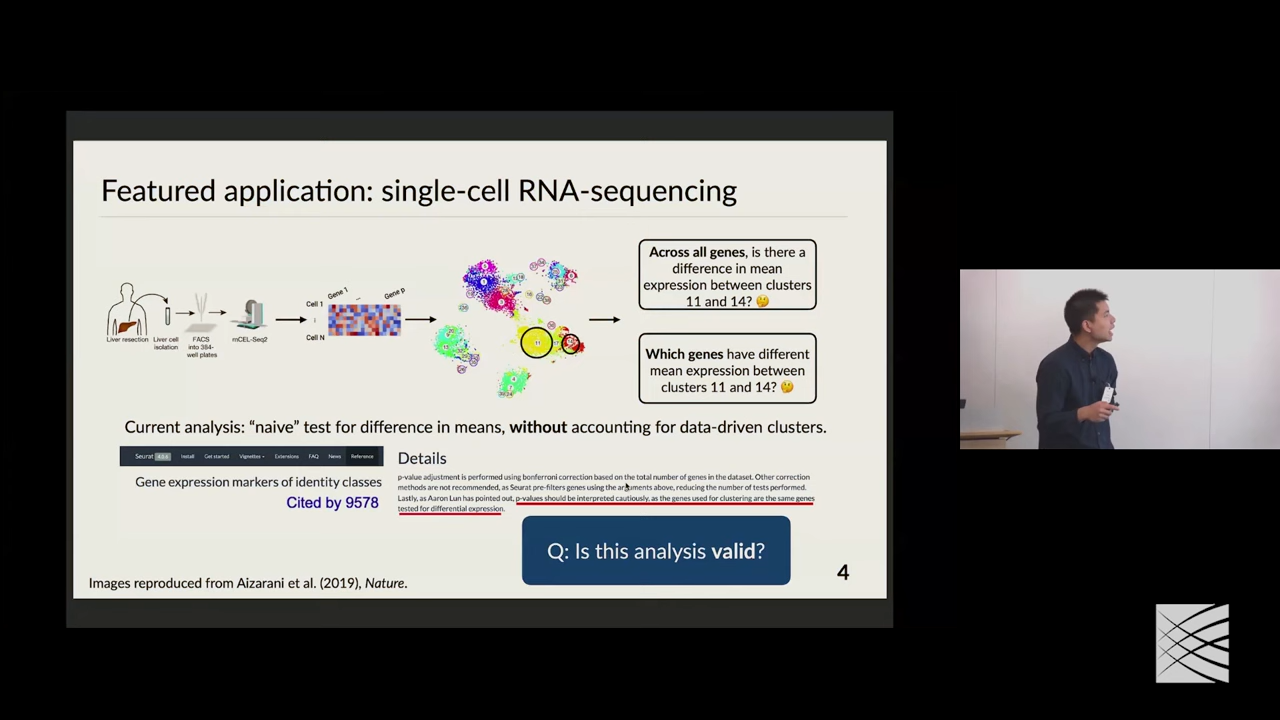 Featured application: single-cell RNA-sequencing
Liver resection
Liver cell
isolation
FACS
into 384-
well plates
mCEL-Seq2
Gene 1
...
Gene p
Cell 1
Cell N
Across all genes, is there a
difference in mean
expression between clusters
11 and 14? 🤔
Which genes have different
mean expression between
clusters 11 and 14? 🤔
Current analysis: “naive” test for difference in means, without accounting for data-driven clusters.
Seurat Install Get started Vignettes Extensions FAQ News Reference
Gene expression markers of identity classes
Cited by 9578
Details
p-value adjustment is performed using bonferroni correction based on the total number of genes in the dataset. Other correction
methods are not recommended, as Seurat pre-filters genes using the arguments above, reducing the number of tests performed.
Lastly, as Aaron Lun has pointed out, p-values should be interpreted cautiously, as the genes used for clustering are the same genes
tested for differential expression.
Q: Is this analysis valid?
Images reproduced from Aizarani et al. (2019), Nature.
4